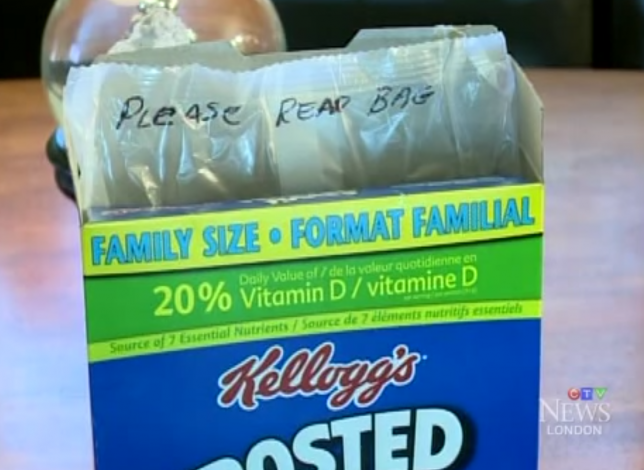 PLEASE READ BAG
FAMILY SIZE • FORMAT FAMILIAL
Daily Value of / de la valeur quotidienne en
20% Vitamin D / vitamine D
Source of 7 Essential Nutrients / Source de 7 éléments nutritifs essentiels
Kellogg's
ROSTED
CTV
NEWS
LONDON